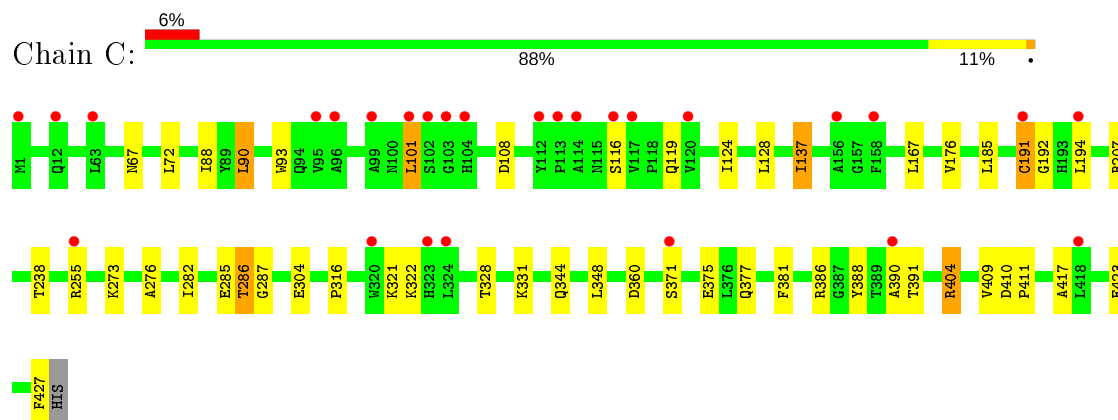 6%
Chain C:
88% 11% •
M1 Q12 L63 N67 L72 I88 Y89 L90 W93 Q94 V95 A96 A99 N100 L101 S102 G103 H104 D108 Y112 P113 A114 N115 S116 V117 P118 Q119 V120 I124 L128 I137 A156 G157 F158 L167 V176 L185 C191 G192 H193 L194
T238 R255 K273 A276 I282 E285 T286 G287 E304 P316 W320 K321 K322 H323 L324 T328 K331 Q344 L348 D360 S371 E375 L376 Q377 F381 R386 G387 Y388 T389 A390 T391 R404 V409 D410 P411 A417 L418
F427 HIS